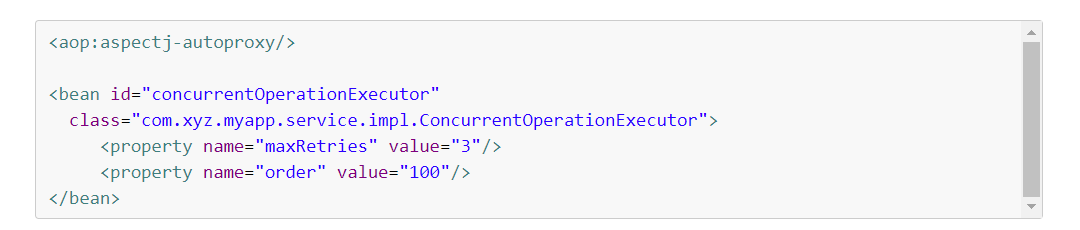 <aop:aspectj-autoproxy/>

<bean id="concurrentOperationExecutor"
  class="com.xyz.myapp.service.impl.ConcurrentOperationExecutor">
     <property name="maxRetries" value="3"/>
     <property name="order" value="100"/>
</bean>